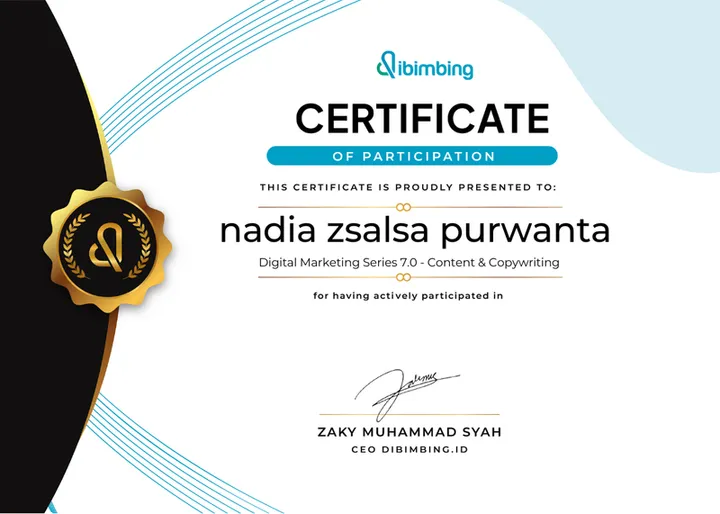 dibimbing
CERTIFICATE
OF PARTICIPATION
THIS CERTIFICATE IS PROUDLY PRESENTED TO:
nadia zsalsa purwanta
Digital Marketing Series 7.0 - Content & Copywriting
for having actively participated in
ZAKY MUHAMMAD SYAH
CEO DIBIMBING.ID